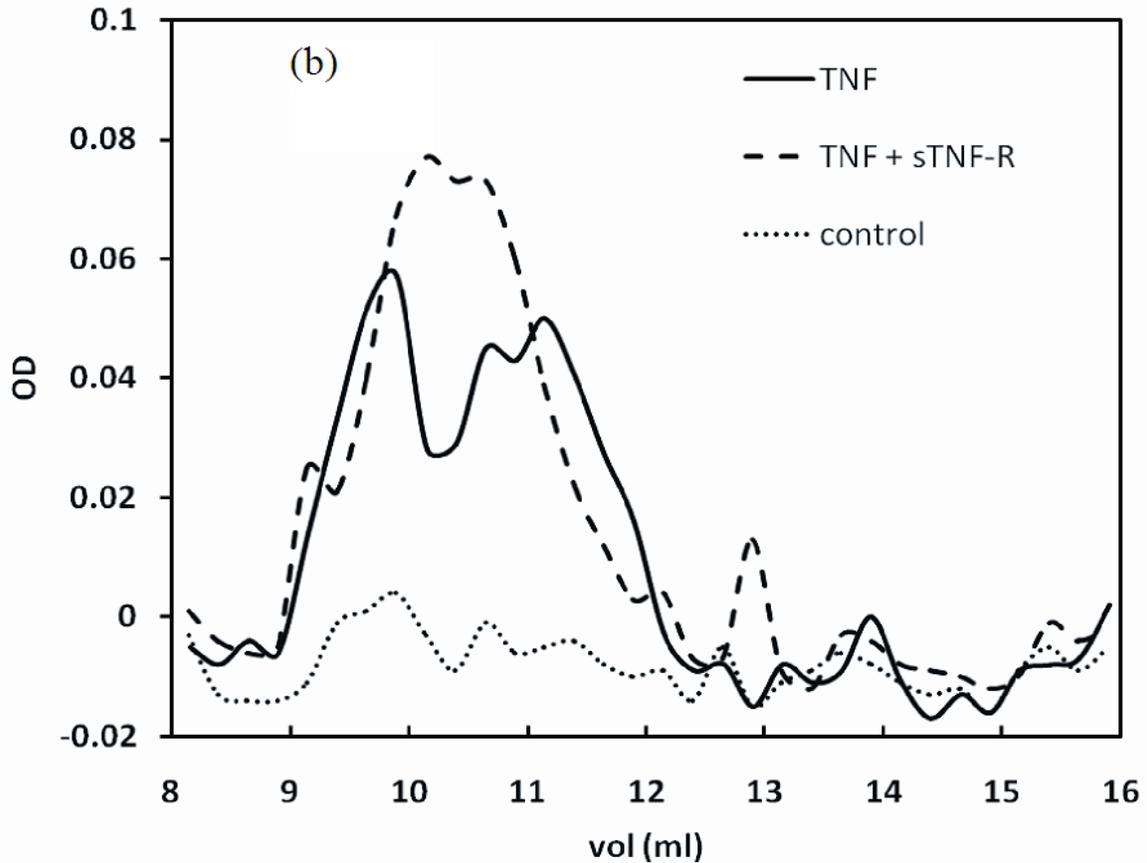 (b)
TNF
TNF + sTNF-R
control
0.1
0.08
0.06
0.04
0.02
0
-0.02
OD
8 9 10 11 12 13 14 15 16
vol (ml)